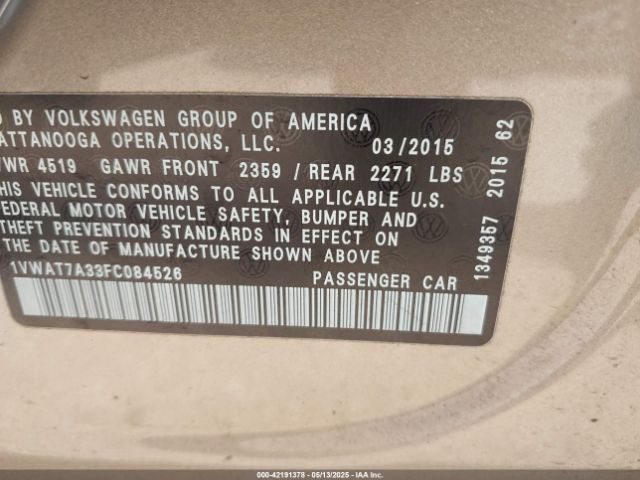 D BY VOLKSWAGEN GROUP OF AMERICA
ATTANOOGA OPERATIONS, LLC. 03/2015
VWR 4519 GAWR FRONT 2359 / REAR 2271 LBS
HIS VEHICLE CONFORMS TO ALL APPLICABLE U.S.
FEDERAL MOTOR VEHICLE SAFETY, BUMPER AND
THEFT PREVENTION STANDARDS IN EFFECT ON
THE DATE OF MANUFACTURE SHOWN ABOVE
1VWAT7A33FC084526 PASSENGER CAR
1349357 2015 62
000-42191378 - 05/13/2025 - IAA Inc.